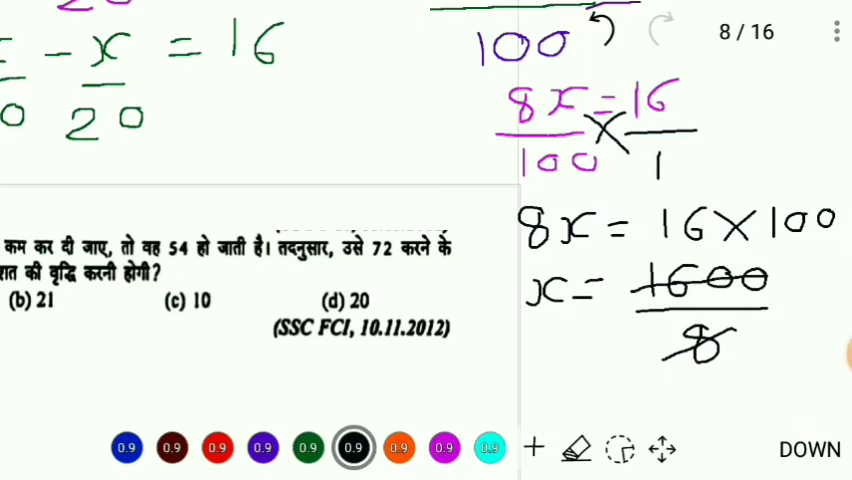 20
- x = 16
20
100
8 / 16
8x = 16
100 × 1
8x = 16 × 100
x = 1600
8
कम कर दी जाए, तो वह 54 हो जाती है। तदनुसार, उसे 72 करने के
शत की वृद्धि करनी होगी?
(b) 21 (c) 10 (d) 20
(SSC FCI, 10.11.2012)
0.9 0.9 0.9 0.9 0.9 0.9 0.9 0.9 0.9
DOWN